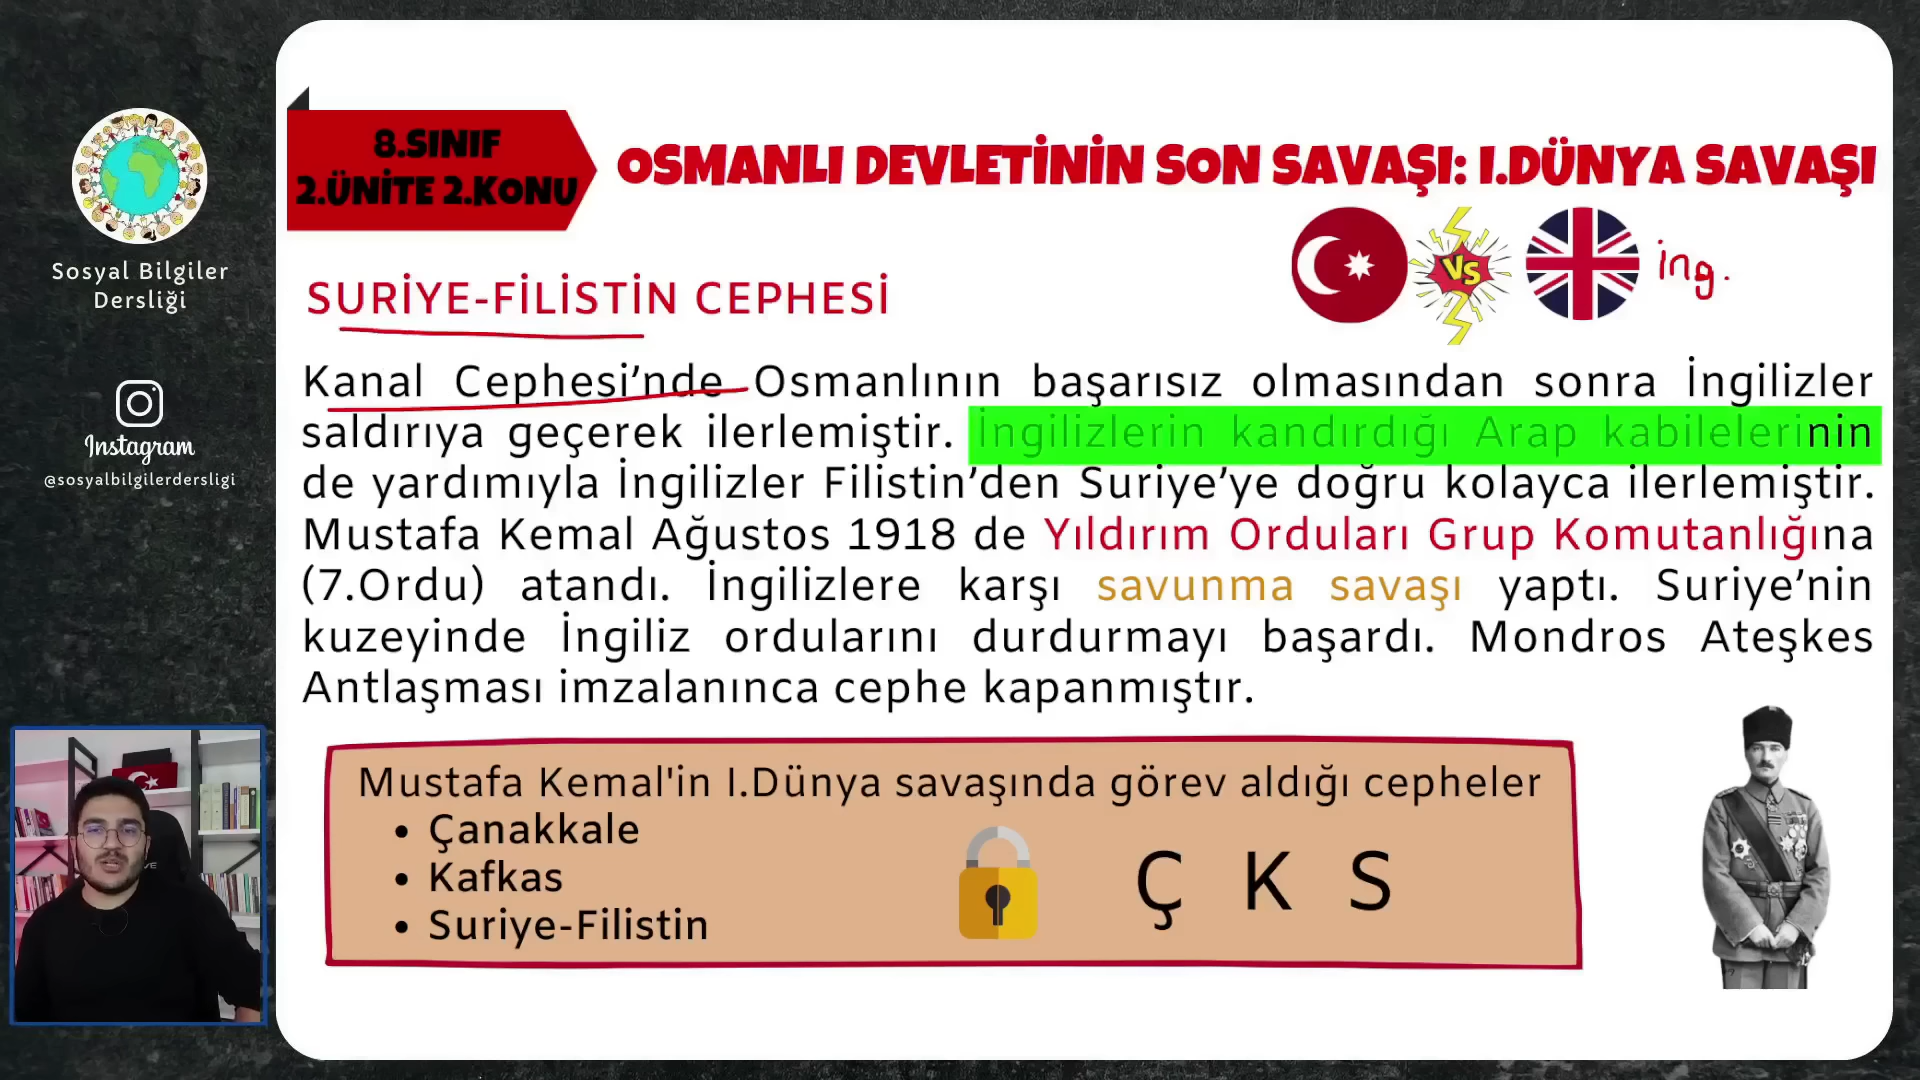 8.SINIF
2.ÜNİTE 2.KONU
OSMANLI DEVLETİNİN SON SAVAŞI: I.DÜNYA SAVAŞI
Sosyal Bilgiler
Dersliği
Instagram
@sosyalbilgilerdersligi
VS
ing.
SURİYE-FİLİSTİN CEPHESİ
Kanal Cephesi’nde Osmanlının başarısız olmasından sonra İngilizler
saldırıya geçerek ilerlemiştir. İngilizlerin kandırdığı Arap kabilelerinin
de yardımıyla İngilizler Filistin’den Suriye’ye doğru kolayca ilerlemiştir.
Mustafa Kemal Ağustos 1918 de Yıldırım Orduları Grup Komutanlığına
(7.Ordu) atandı. İngilizlere karşı savunma savaşı yaptı. Suriye’nin
kuzeyinde İngiliz ordularını durdurmayı başardı. Mondros Ateşkes
Antlaşması imzalanınca cephe kapanmıştır.
Mustafa Kemal'in I.Dünya savaşında görev aldığı cepheler
• Çanakkale
• Kafkas
• Suriye-Filistin
Ç K S